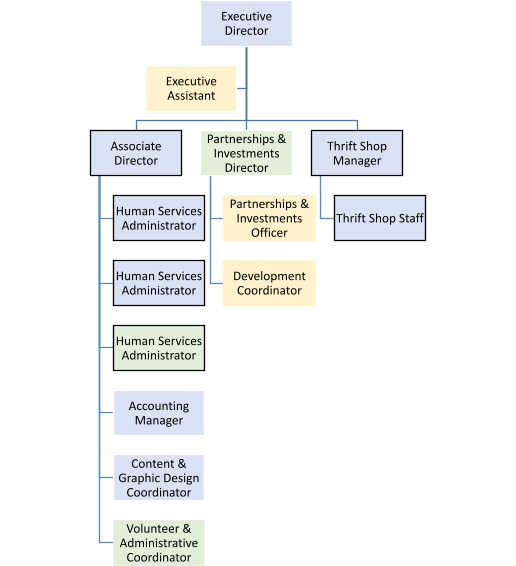 Executive
Director
Executive
Assistant
Associate
Director
Partnerships &
Investments
Director
Thrift Shop
Manager
Human Services
Administrator
Partnerships &
Investments
Officer
Thrift Shop Staff
Human Services
Administrator
Development
Coordinator
Human Services
Administrator
Accounting
Manager
Content &
Graphic Design
Coordinator
Volunteer &
Administrative
Coordinator